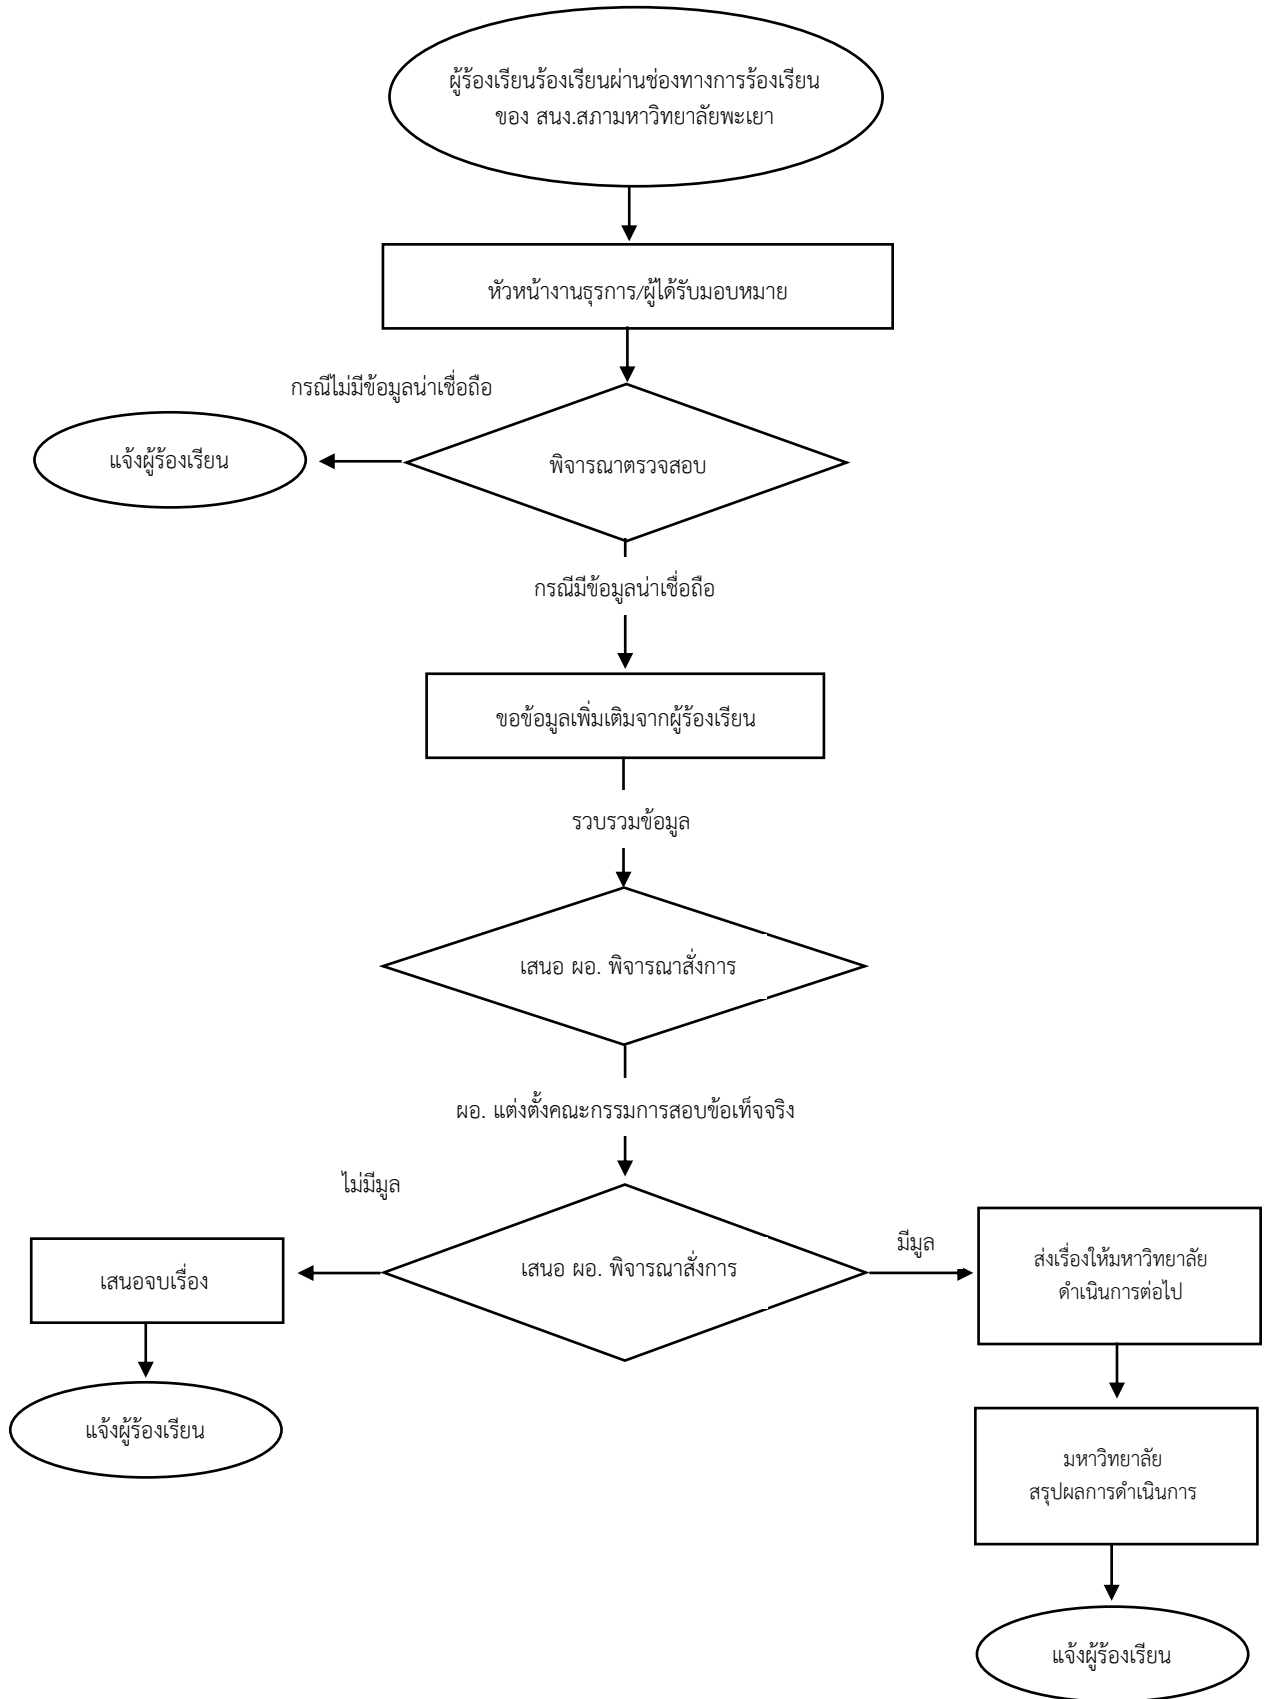 ผู้ร้องเรียนร้องเรียนผ่านช่องทางการร้องเรียน
ของ สนง.สภามหาวิทยาลัยพะเยา
หัวหน้างานธุรการ/ผู้ได้รับมอบหมาย
กรณีไม่มีข้อมูลน่าเชื่อถือ
แจ้งผู้ร้องเรียน
พิจารณาตรวจสอบ
กรณีมีข้อมูลน่าเชื่อถือ
ขอข้อมูลเพิ่มเติมจากผู้ร้องเรียน
รวบรวมข้อมูล
เสนอ ผอ. พิจารณาสั่งการ
ผอ. แต่งตั้งคณะกรรมการสอบข้อเท็จจริง
ไม่มีมูล
มีมูล
เสนอจบเรื่อง
เสนอ ผอ. พิจารณาสั่งการ
ส่งเรื่องให้มหาวิทยาลัย
ดำเนินการต่อไป
แจ้งผู้ร้องเรียน
มหาวิทยาลัย
สรุปผลการดำเนินการ
แจ้งผู้ร้องเรียน